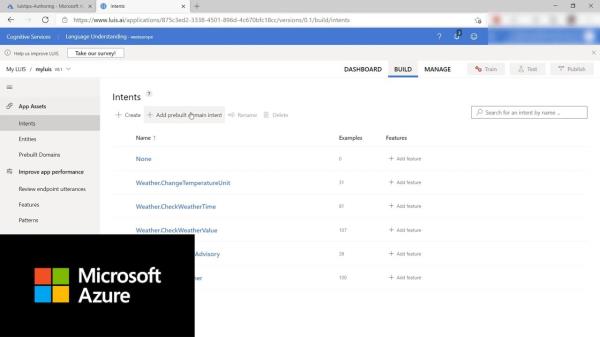 luistips-Authoring - Microsoft A
Intents
https://www.luis.ai/applications/875c3ed2-3338-4501-896d-4c670bfc18cc/versions/0.1/build/intents
Cognitive Services | Language Understanding - westeurope
?
Help us improve LUIS
Take our survey!
My LUIS / myluis V0.1
DASHBOARD BUILD MANAGE Train Test Publish
App Assets
Intents
Entities
Prebuilt Domains
Improve app performance
Review endpoint utterances
Features
Patterns
Intents ?
+ Create + Add prebuilt domain intent Rename Delete
Search for an intent by name ...
Name ↑ Examples Features
None 0 + Add feature
Weather.ChangeTemperatureUnit 31 + Add feature
Weather.CheckWeatherTime 81 + Add feature
Weather.CheckWeatherValue 107 + Add feature
Advisory 39 + Add feature
100 + Add feature
Microsoft
Azure